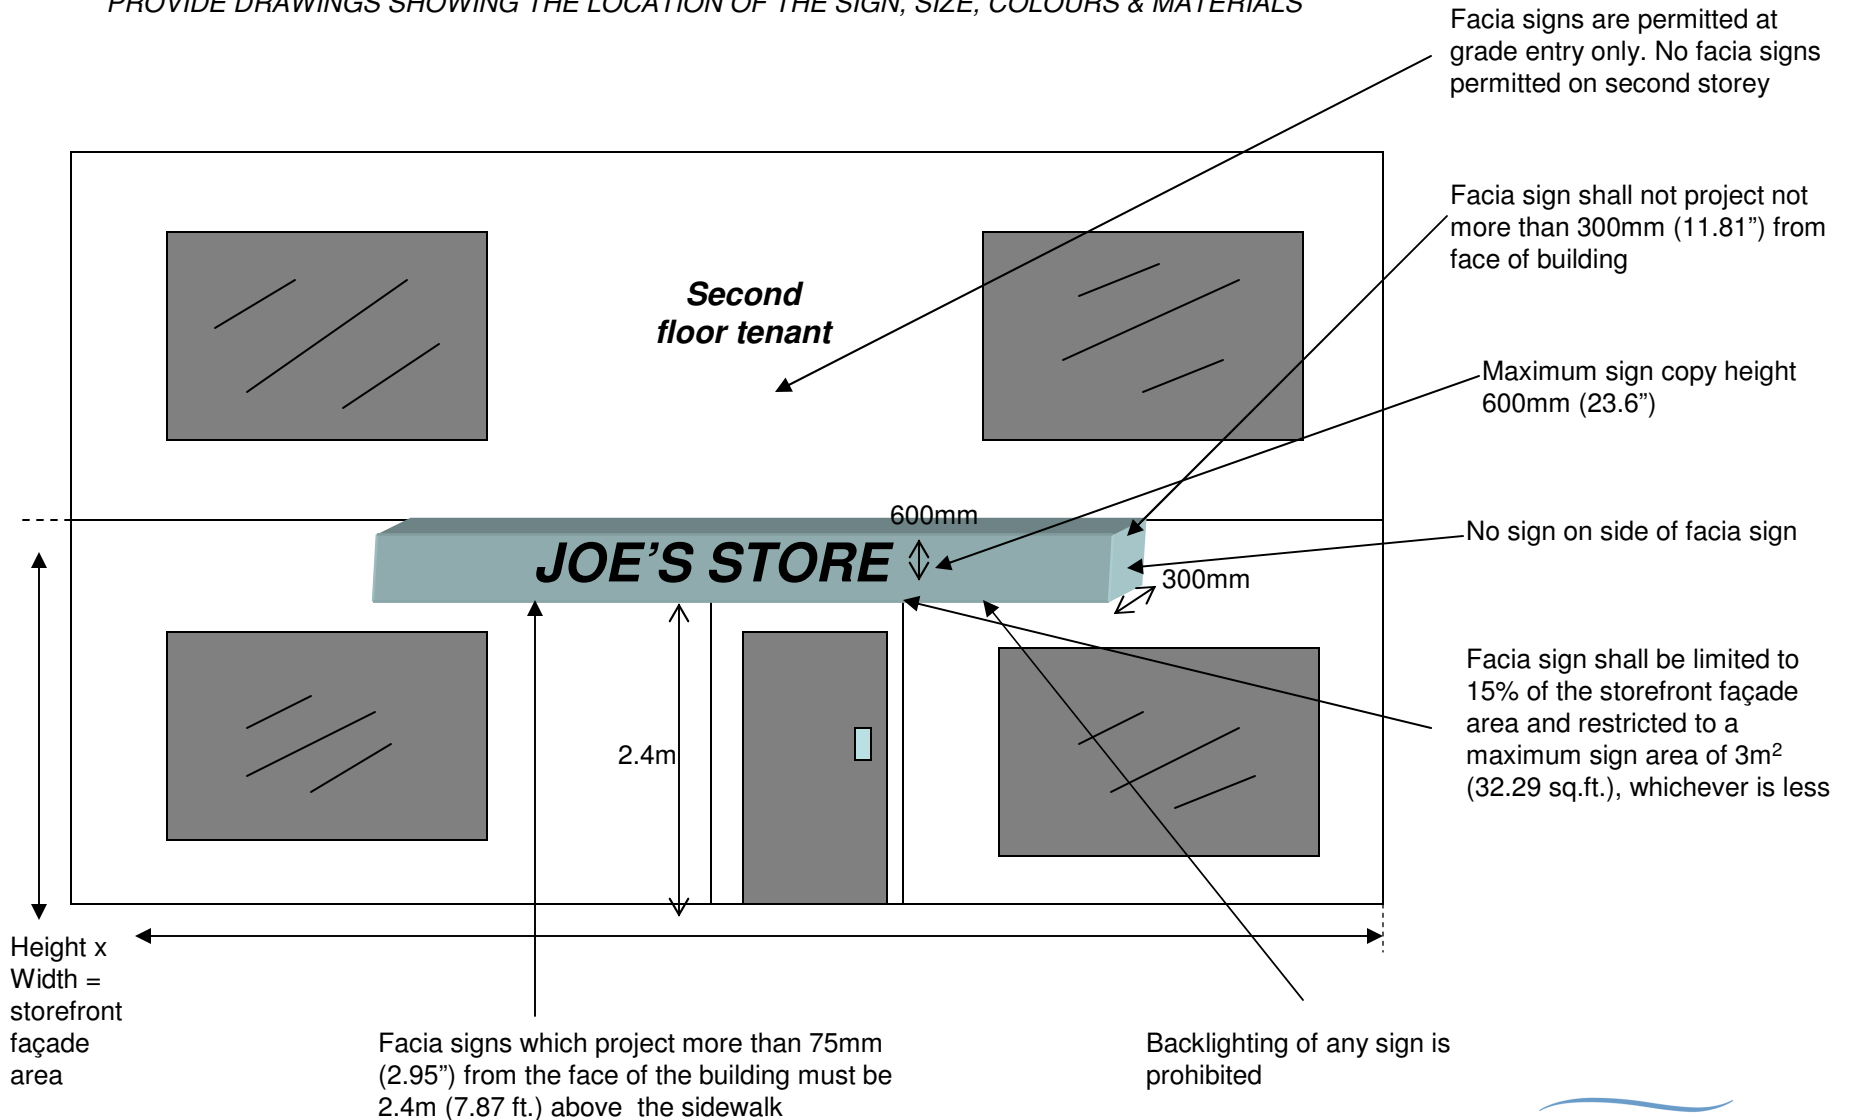 PROVIDE DRAWINGS SHOWING THE LOCATION OF THE SIGN, SIZE, COLOURS & MATERIALS
Facia signs are permitted at
grade entry only. No facia signs
permitted on second storey
Facia sign shall not project not
more than 300mm (11.81”) from
face of building
Second
floor tenant
Maximum sign copy height
600mm (23.6”)
600mm
No sign on side of facia sign
JOE’S STORE
300mm
Facia sign shall be limited to
15% of the storefront façade
area and restricted to a
maximum sign area of 3m²
(32.29 sq.ft.), whichever is less
2.4m
Height x
Width =
storefront
façade
area
Facia signs which project more than 75mm
(2.95”) from the face of the building must be
2.4m (7.87 ft.) above the sidewalk
Backlighting of any sign is
prohibited